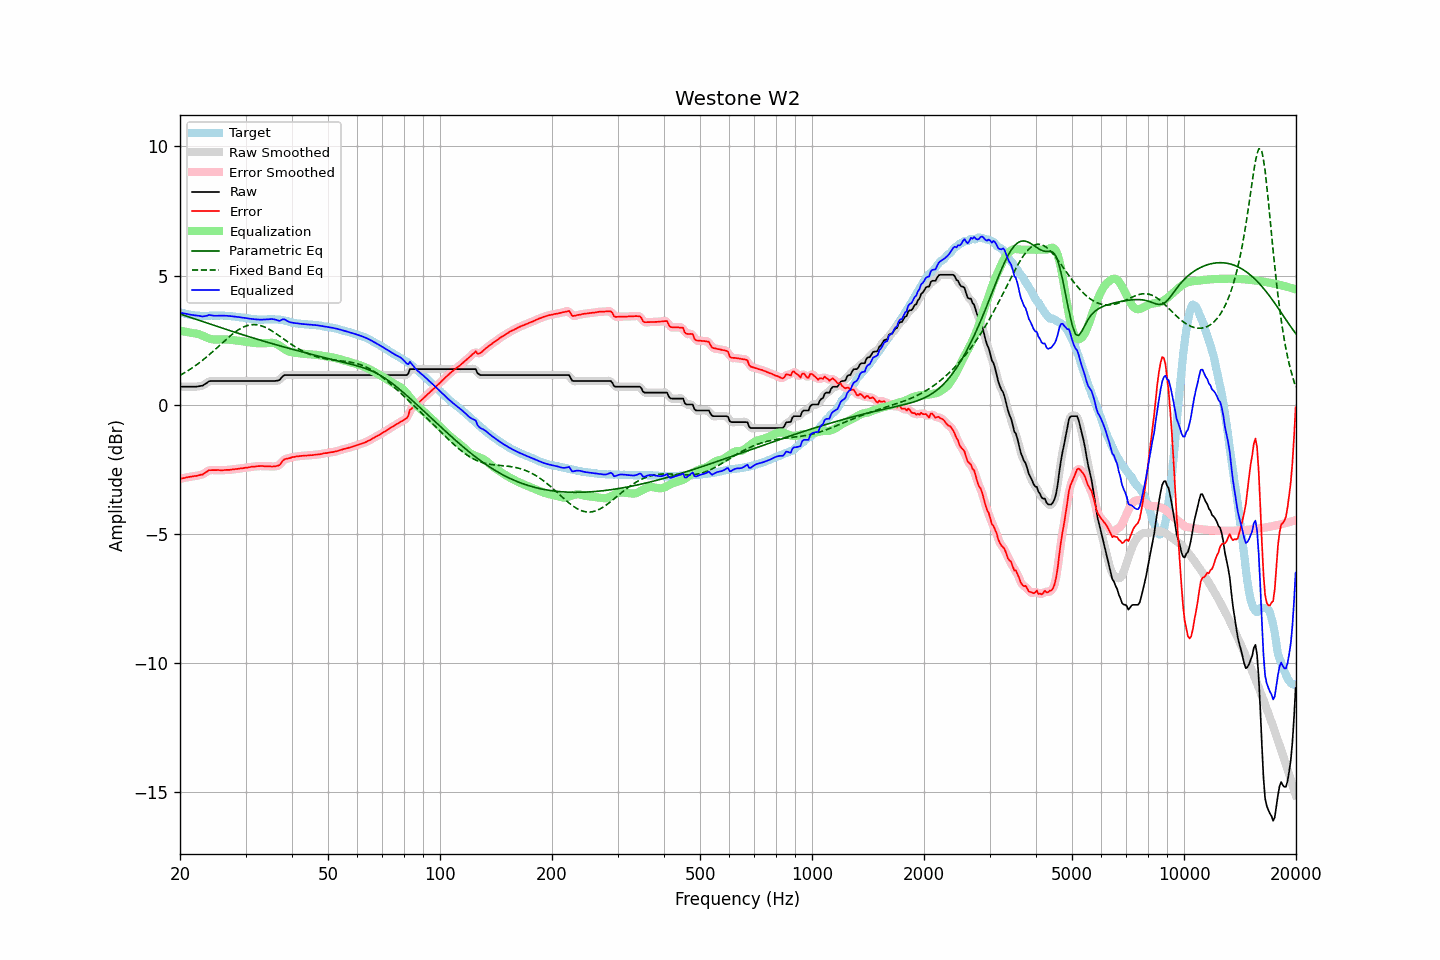 Westone W2
Target
Raw Smoothed
Error Smoothed
Raw
Error
Equalization
Parametric Eq
Fixed Band Eq
Equalized
10
5
0
−5
−10
−15
Amplitude (dBr)
20 50 100 200 500 1000 2000 5000 10000 20000
Frequency (Hz)